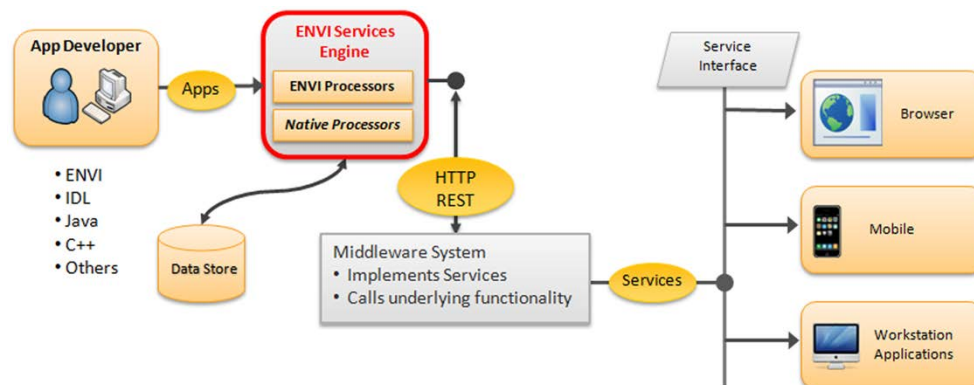 App Developer
Apps
• ENVI
• IDL
• Java
• C++
• Others
ENVI Services
Engine
ENVI Processors
Native Processors
Data Store
HTTP
REST
Middleware System
• Implements Services
• Calls underlying functionality
Services
Service
Interface
Browser
Mobile
Workstation
Applications